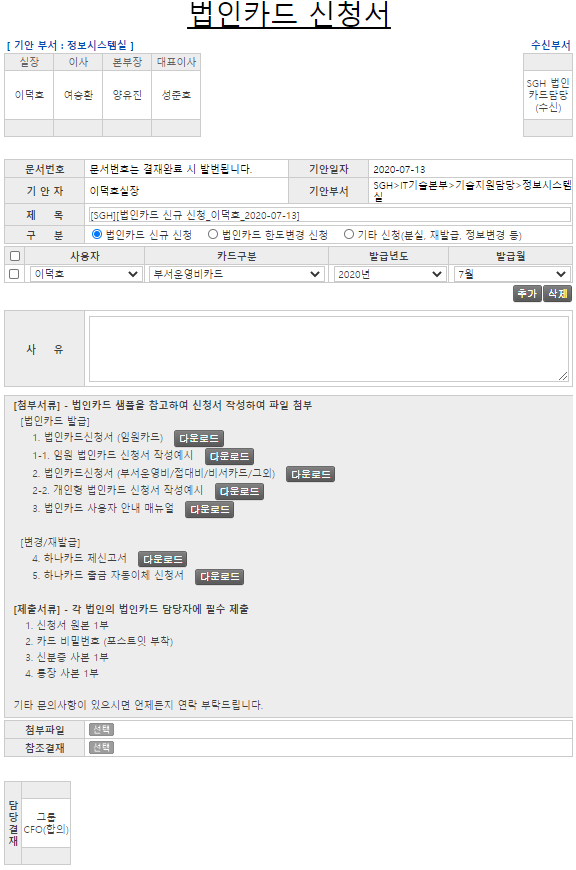 법인카드 신청서
[ 기안 부서 : 정보시스템실 ]
수신부서
실장 이사 본부장 대표이사
이덕호 여승환 양유진 성준호
SGH 법인
카드담당
(수신)
문서번호 문서번호는 결재완료 시 발번됩니다. 기안일자 2020-07-13
기 안 자 이덕호실장 기안부서 SGH>IT기술본부>기술지원담당>정보시스템
실
제 목 [SGH][법인카드 신규 신청_이덕호_2020-07-13]
구 분 법인카드 신규 신청 법인카드 한도변경 신청 기타 신청(분실, 재발급, 정보변경 등)
사용자 카드구분 발급년도 발급월
이덕호 부서운영비카드 2020년 7월
추가 삭제
사 유
[첨부서류] - 법인카드 샘플을 참고하여 신청서 작성하여 파일 첨부
[법인카드 발급]
1. 법인카드신청서 (임원카드) 다운로드
1-1. 임원 법인카드 신청서 작성예시 다운로드
2. 법인카드신청서 (부서운영비/접대비/비서카드/그외) 다운로드
2-2. 개인형 법인카드 신청서 작성예시 다운로드
3. 법인카드 사용자 안내 매뉴얼 다운로드
[변경/재발급]
4. 하나카드 제신고서 다운로드
5. 하나카드 출금 자동이체 신청서 다운로드
[제출서류] - 각 법인의 법인카드 담당자에 필수 제출
1. 신청서 원본 1부
2. 카드 비밀번호 (포스트잇 부착)
3. 신분증 사본 1부
4. 통장 사본 1부
기타 문의사항이 있으시면 언제든지 연락 부탁드립니다.
첨부파일 선택
참조결재 선택
담당결재
그룹
CFO(합의)